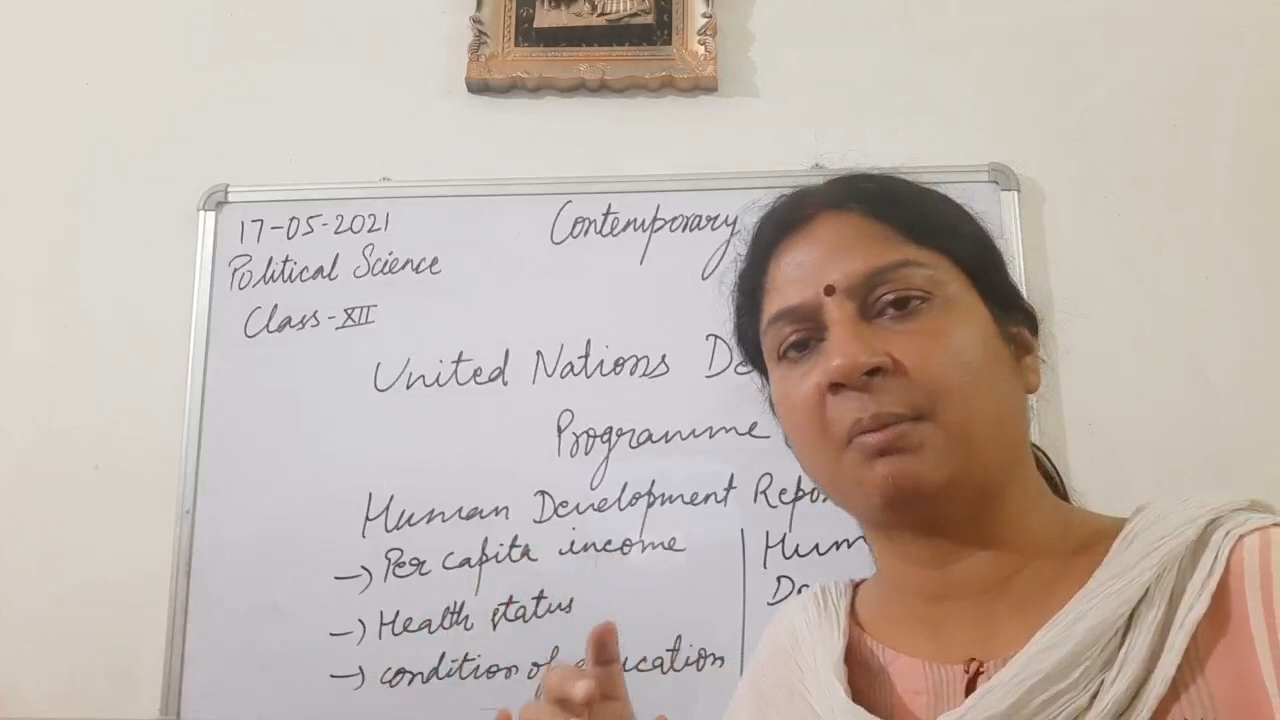 17-05-2021
Contemporary
Political Science
Class-XII
United Nations
Programme
Human Development
→ Per capita income
→ Health status
→ condition of